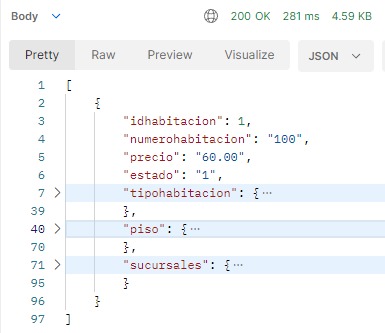 Body 200 OK 281 ms 4.59 KB
Pretty Raw Preview Visualize JSON
1 [
2 {
3 "idhabitacion": 1,
4 "numerohabitacion": "100",
5 "precio": "60.00",
6 "estado": "1",
7 "tipohabitacion": {⋯
39 },
40 "piso": {⋯
70 },
71 "sucursales": {⋯
95 }
96 }
97 ]